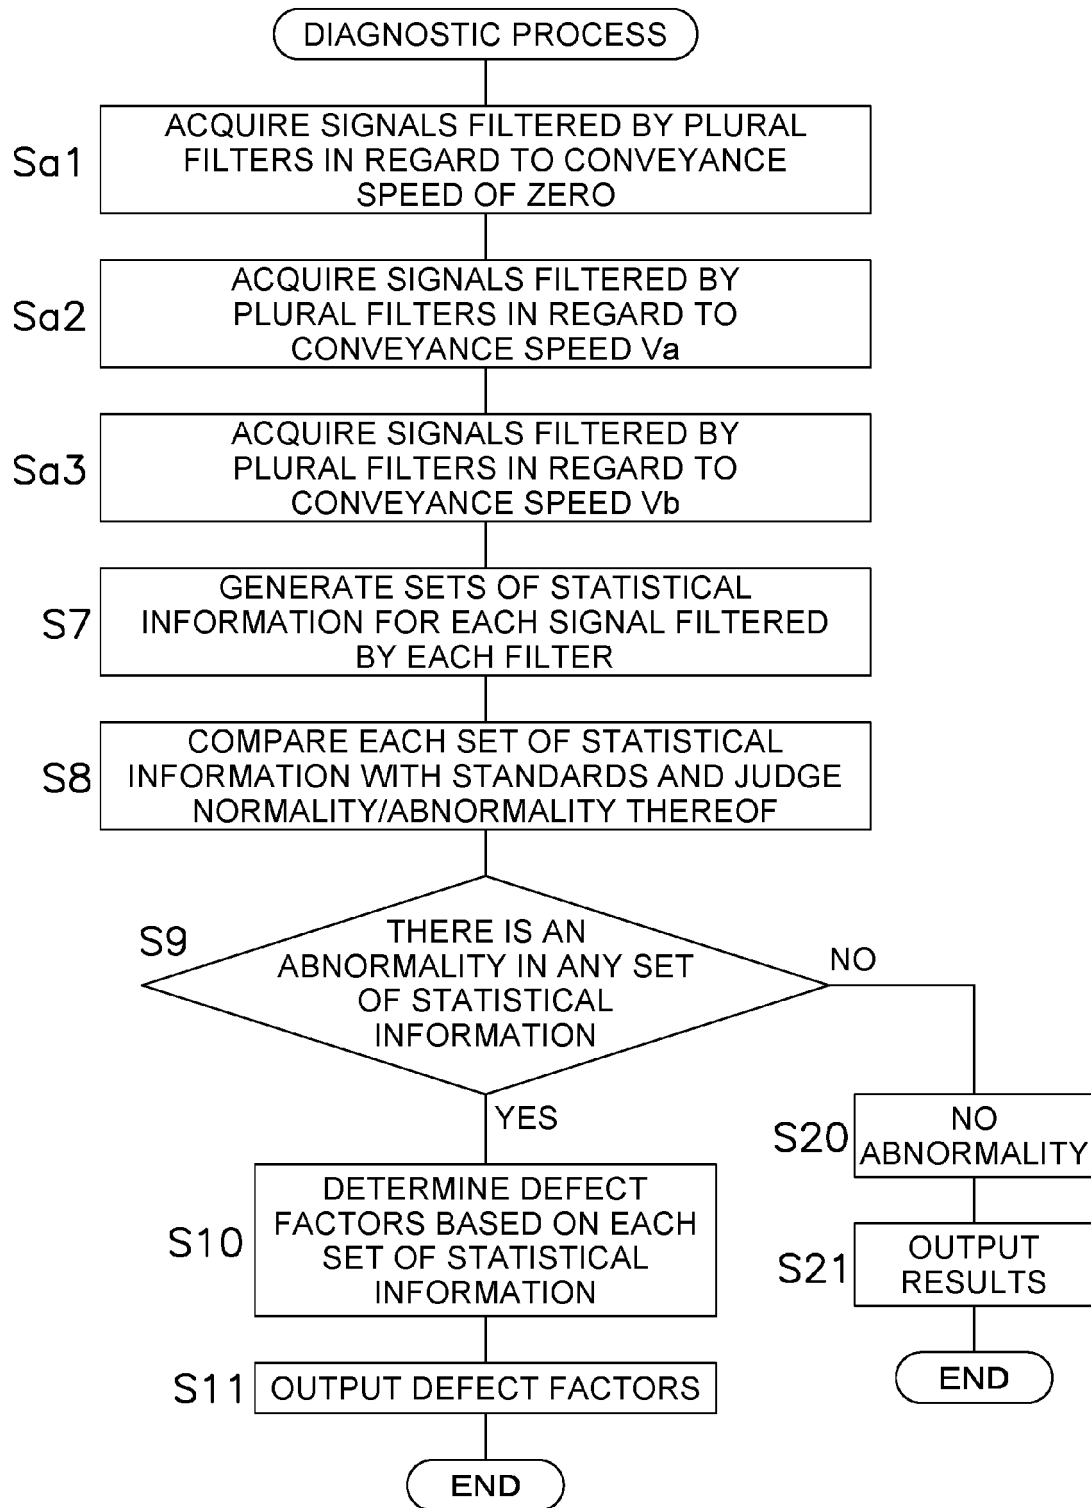 DIAGNOSTIC PROCESS
Sa1
ACQUIRE SIGNALS FILTERED BY PLURAL
FILTERS IN REGARD TO CONVEYANCE
SPEED OF ZERO
Sa2
ACQUIRE SIGNALS FILTERED BY
PLURAL FILTERS IN REGARD TO
CONVEYANCE SPEED Va
Sa3
ACQUIRE SIGNALS FILTERED BY
PLURAL FILTERS IN REGARD TO
CONVEYANCE SPEED Vb
S7
GENERATE SETS OF STATISTICAL
INFORMATION FOR EACH SIGNAL FILTERED
BY EACH FILTER
S8
COMPARE EACH SET OF STATISTICAL
INFORMATION WITH STANDARDS AND JUDGE
NORMALITY/ABNORMALITY THEREOF
S9
THERE IS AN
ABNORMALITY IN ANY SET
OF STATISTICAL
INFORMATION
NO
YES
S20
NO
ABNORMALITY
S21
OUTPUT
RESULTS
END
S10
DETERMINE DEFECT
FACTORS BASED ON EACH
SET OF STATISTICAL
INFORMATION
S11
OUTPUT DEFECT FACTORS
END